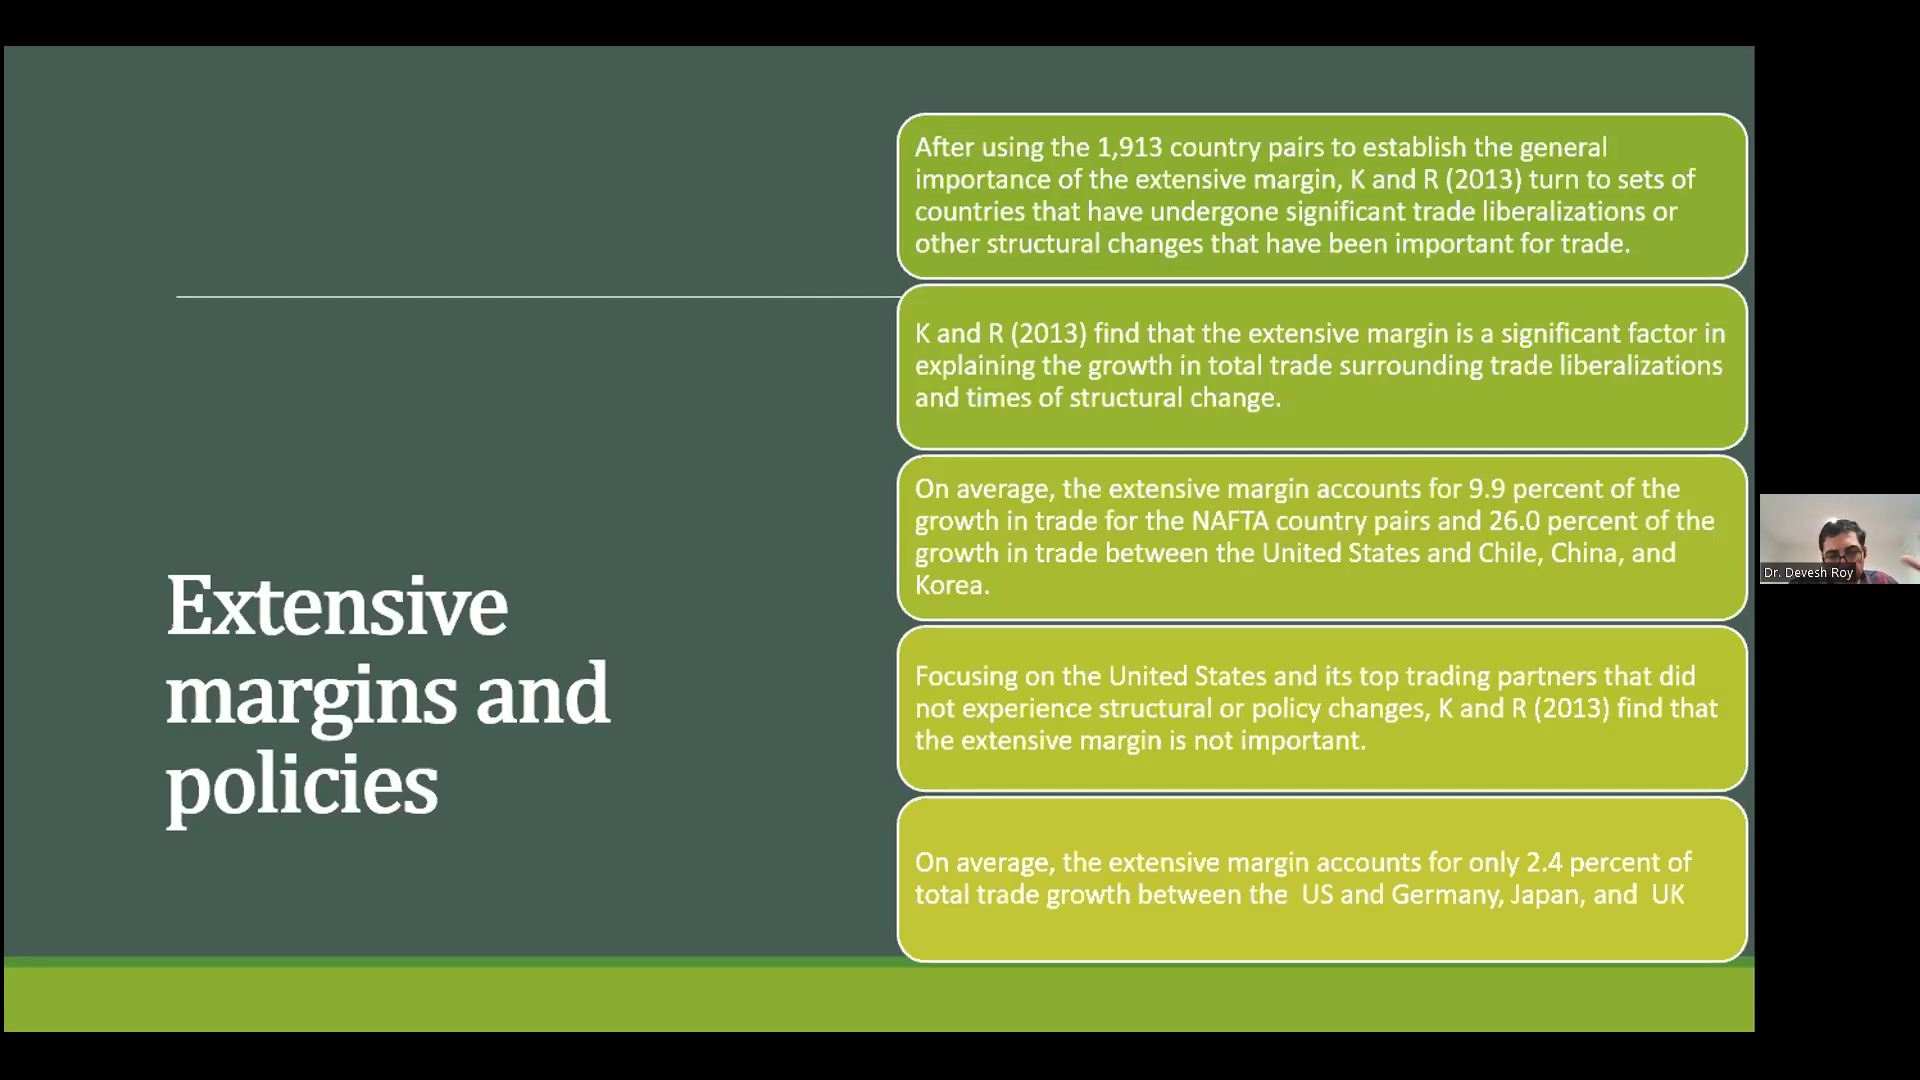 Extensive
margins and
policies
After using the 1,913 country pairs to establish the general
importance of the extensive margin, K and R (2013) turn to sets of
countries that have undergone significant trade liberalizations or
other structural changes that have been important for trade.
K and R (2013) find that the extensive margin is a significant factor in
explaining the growth in total trade surrounding trade liberalizations
and times of structural change.
On average, the extensive margin accounts for 9.9 percent of the
growth in trade for the NAFTA country pairs and 26.0 percent of the
growth in trade between the United States and Chile, China, and
Korea.
Focusing on the United States and its top trading partners that did
not experience structural or policy changes, K and R (2013) find that
the extensive margin is not important.
On average, the extensive margin accounts for only 2.4 percent of
total trade growth between the  US and Germany, Japan, and  UK
Dr. Devesh Roy